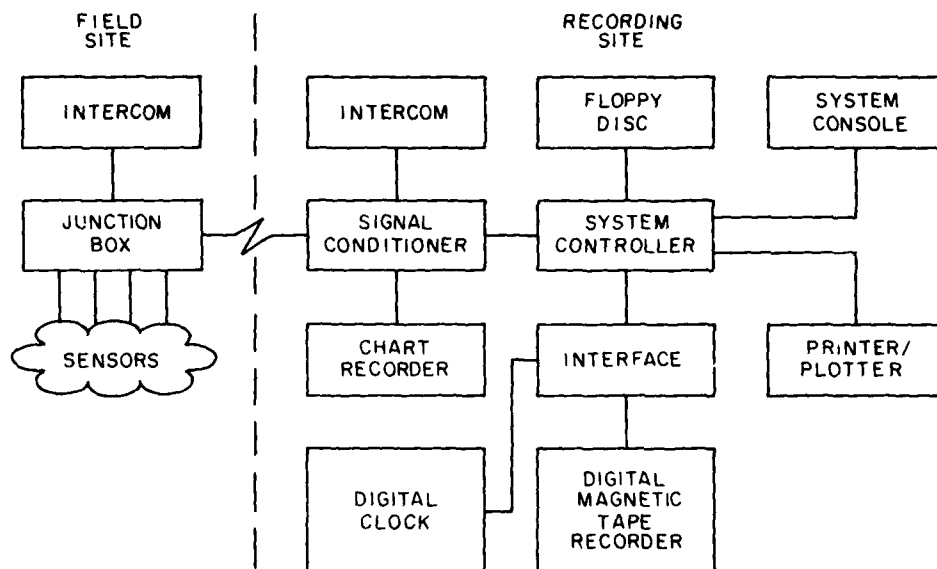 FIELD
SITE
RECORDING
SITE
INTERCOM
INTERCOM
FLOPPY
DISC
SYSTEM
CONSOLE
JUNCTION
BOX
SIGNAL
CONDITIONER
SYSTEM
CONTROLLER
SENSORS
CHART
RECORDER
INTERFACE
PRINTER/
PLOTTER
DIGITAL
CLOCK
DIGITAL
MAGNETIC
TAPE
RECORDER